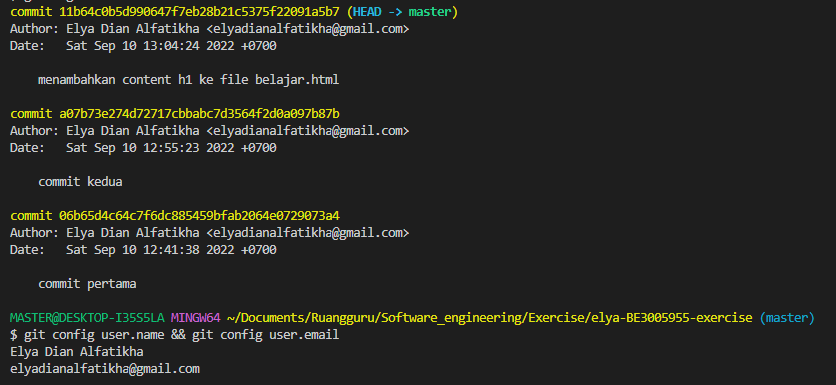 commit 11b64c0b5d990647f7eb28b21c5375f22091a5b7 (HEAD -> master)
Author: Elya Dian Alfatikha <elyadianalfatikha@gmail.com>
Date:   Sat Sep 10 13:04:24 2022 +0700
menambahkan content h1 ke file belajar.html
commit a07b73e274d72717cbbabc7d3564f2d0a097b87b
Author: Elya Dian Alfatikha <elyadianalfatikha@gmail.com>
Date:   Sat Sep 10 12:55:23 2022 +0700
commit kedua
commit 06b65d4c64c7f6dc885459bfab2064e0729073a4
Author: Elya Dian Alfatikha <elyadianalfatikha@gmail.com>
Date:   Sat Sep 10 12:41:38 2022 +0700
commit pertama
MASTER@DESKTOP-I35S5LA MINGW64 ~/Documents/Ruangguru/Software_engineering/Exercise/elya-BE3005955-exercise (master)
$ git config user.name && git config user.email
Elya Dian Alfatikha
elyadianalfatikha@gmail.com